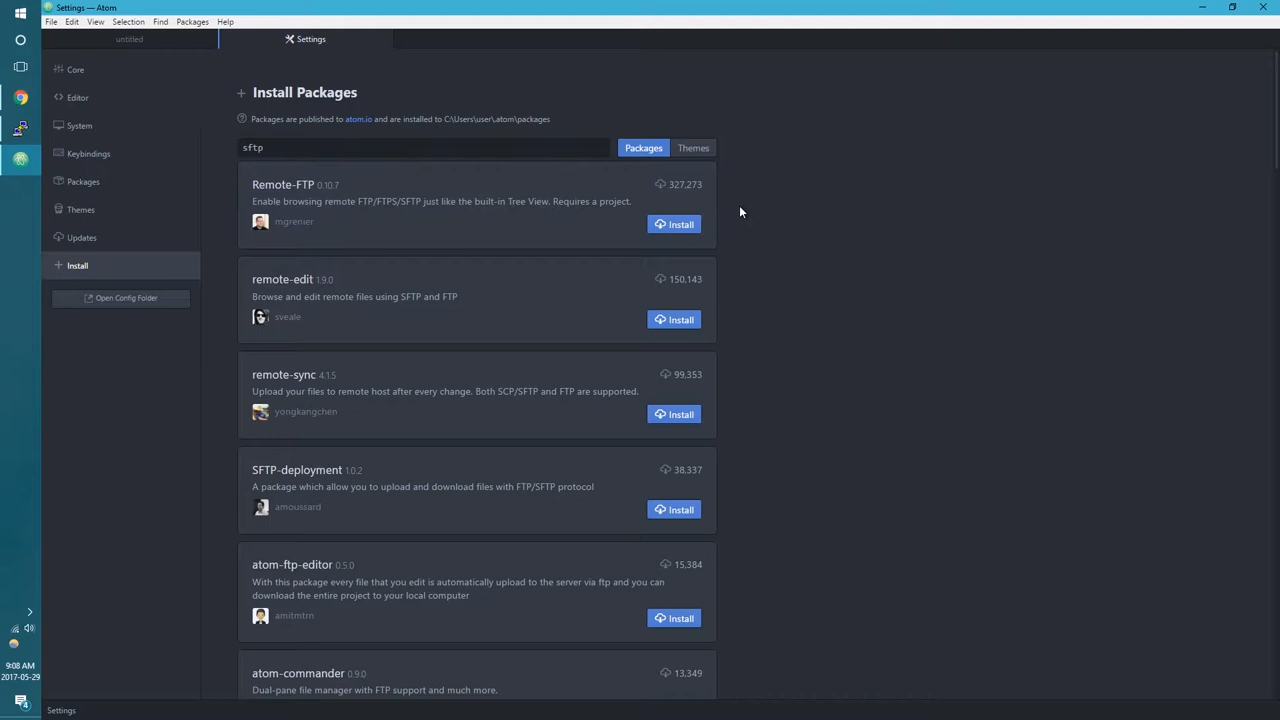 Settings — Atom
File Edit View Selection Find Packages Help
untitled
Settings
Core
Editor
System
Keybindings
Packages
Themes
Updates
Install
Open Config Folder
Install Packages
Packages are published to atom.io and are installed to C:\Users\user\.atom\packages
sftp
Packages Themes
Remote-FTP 0.10.7
327,273
Enable browsing remote FTP/FTPS/SFTP just like the built-in Tree View. Requires a project.
mgrenier
Install
remote-edit 1.9.0
150,143
Browse and edit remote files using SFTP and FTP
sveale
Install
remote-sync 4.1.5
99,353
Upload your files to remote host after every change. Both SCP/SFTP and FTP are supported.
yongkangchen
Install
SFTP-deployment 1.0.2
38,337
A package which allow you to upload and download files with FTP/SFTP protocol
amoussard
Install
atom-ftp-editor 0.5.0
15,384
With this package every file that you edit is automatically upload to the server via ftp and you can
download the entire project to your local computer
amitmtrn
Install
atom-commander 0.9.0
13,349
Dual-pane file manager with FTP support and much more.
9:08 AM
2017-05-29
4
Settings